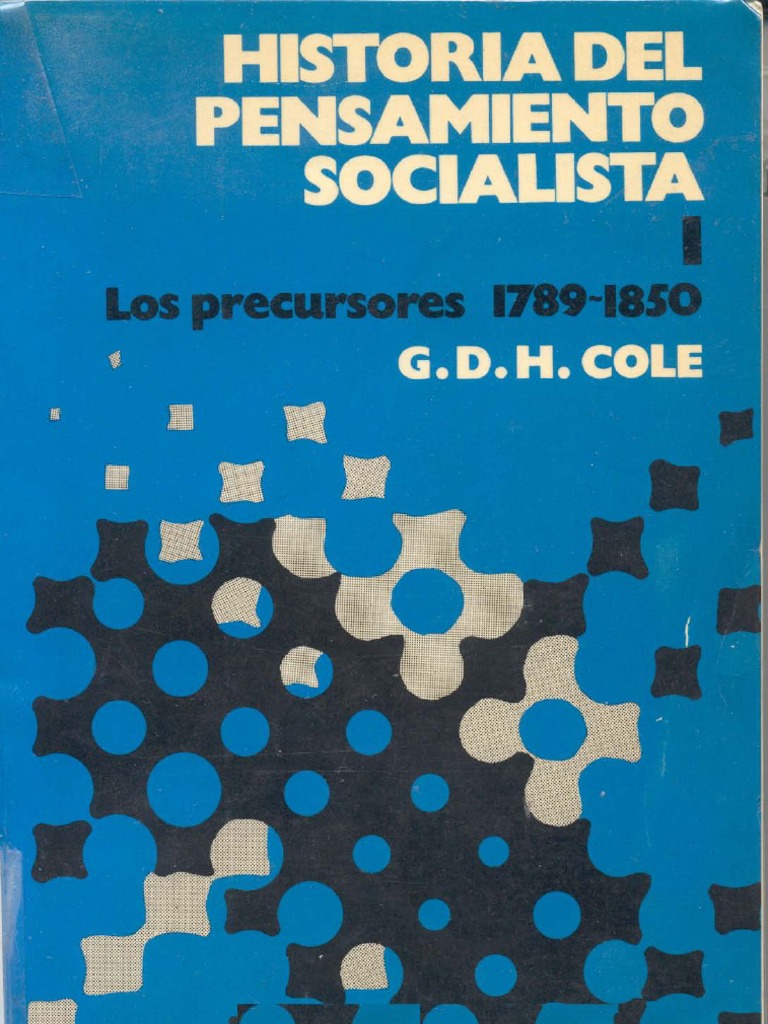 HISTORIA DEL
PENSAMIENTO
SOCIALISTA
I
Los precursores 1789~1850
G.D.H. COLE